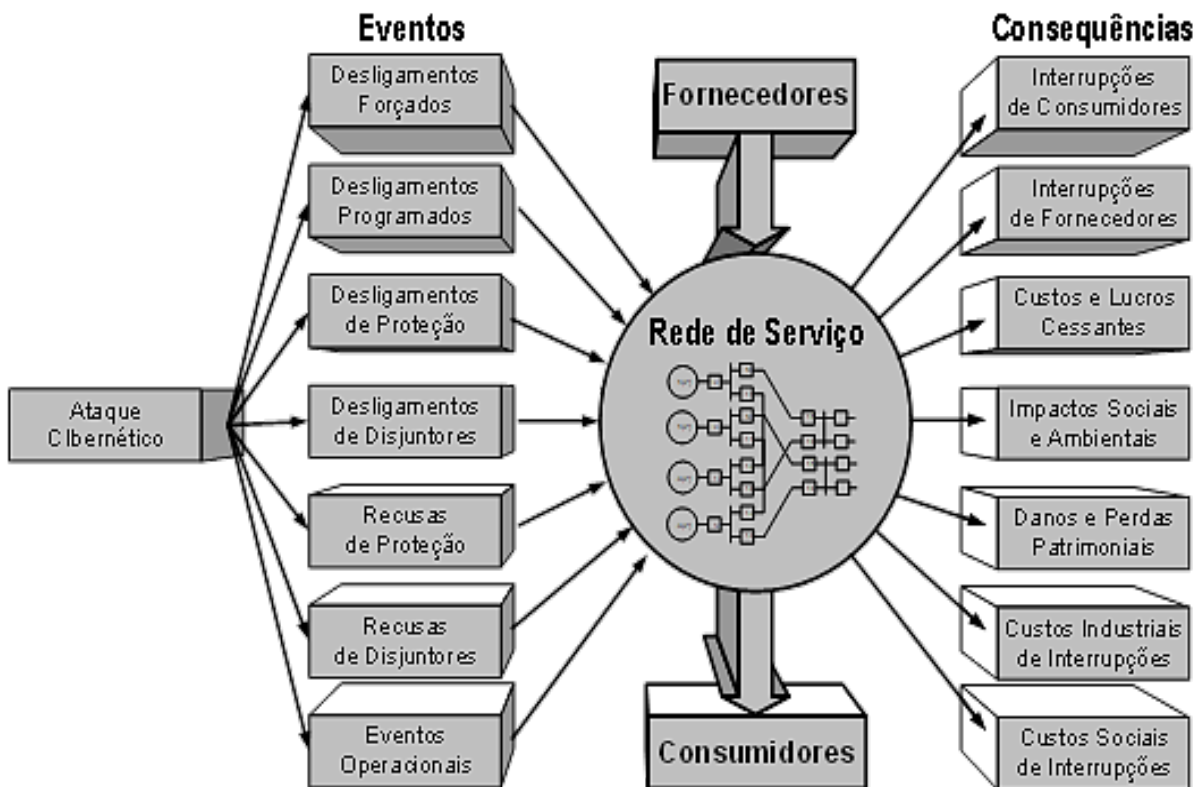 Eventos
Desligamentos
Forçados
Desligamentos
Programados
Desligamentos
de Proteção
Desligamentos
de Disjuntores
Recusas
de Proteção
Recusas
de Disjuntores
Eventos
Operacionais
Ataque
CIbernético
Fornecedores
Rede de Serviço
Consumidores
Consequências
Interrupções
de Consumidores
Interrupções
de Fornecedores
Custos e Lucros
Cessantes
Impactos Sociais
e Ambientais
Danos e Perdas
Patrimoniais
Custos Industriais
de Interrupções
Custos Sociais
de Interrupções